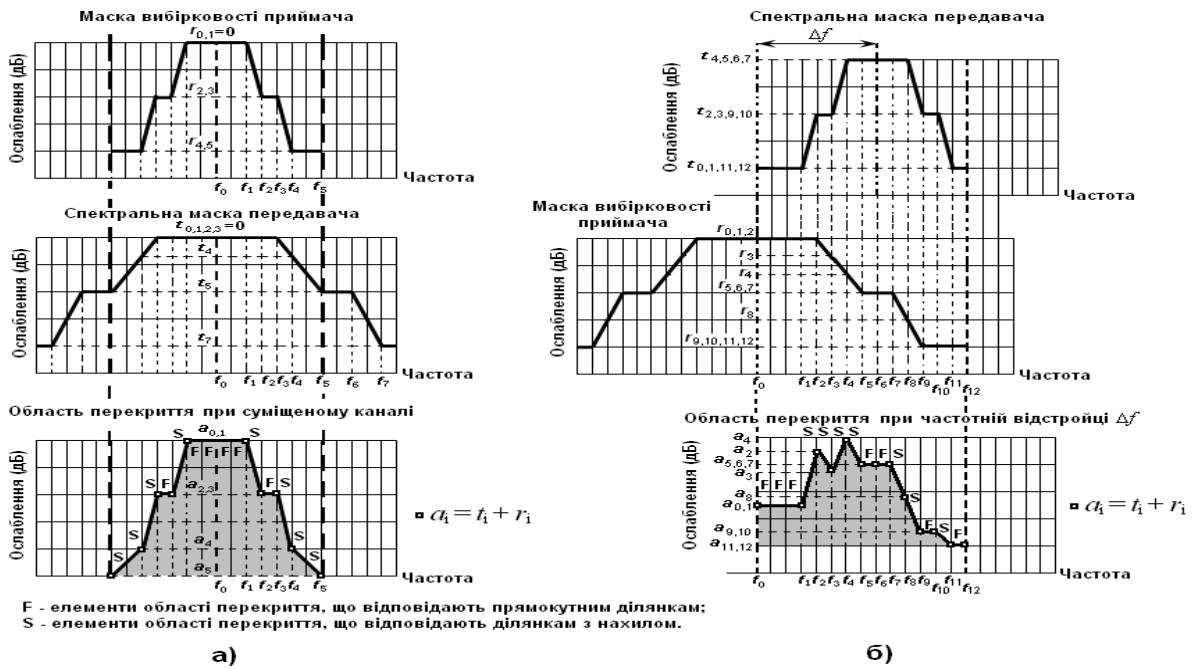 Маска вибірковості приймача
r0,1=0
r2,3
r4,5
Ослаблення (дБ)
Частота
f0 f1 f2 f3 f4 f5
Спектральна маска передавача
t0,1,2,3=0
t4
t5
t7
Ослаблення (дБ)
Частота
f0 f1 f2 f3 f4 f5 f6 f7
Область перекриття при суміщеному каналі
S a0,1 S
F F F F
S F a2,3 F S
S a4 S
S a5 S
Ослаблення (дБ)
Частота
f0 f1 f2 f3 f4 f5
▫ ai = ti + ri
F - елементи області перекриття, що відповідають прямокутним ділянкам;
S - елементи області перекриття, що відповідають ділянкам з нахилом.
а)
Спектральна маска передавача
Δf
t4,5,6,7
t2,3,9,10
t0,1,11,12
Ослаблення (дБ)
Частота
Маска вибірковості
приймача
r0,1,2
r3
r4
r5,6,7
r8
r9,10,11,12
Ослаблення (дБ)
Частота
f0 f1 f2 f3 f4 f5 f6 f7 f8 f9 f10 f11 f12
Область перекриття при частотній відстройці Δf
S S S S
a4
a2
a5,6,7
a3
a8
a0,1
a9,10
a11,12
F F S
F F F
S
S
F S F
Ослаблення (дБ)
Частота
f0 f1 f2 f3 f4 f5 f6 f7 f8 f9 f10 f11 f12
▫ ai = ti + ri
б)